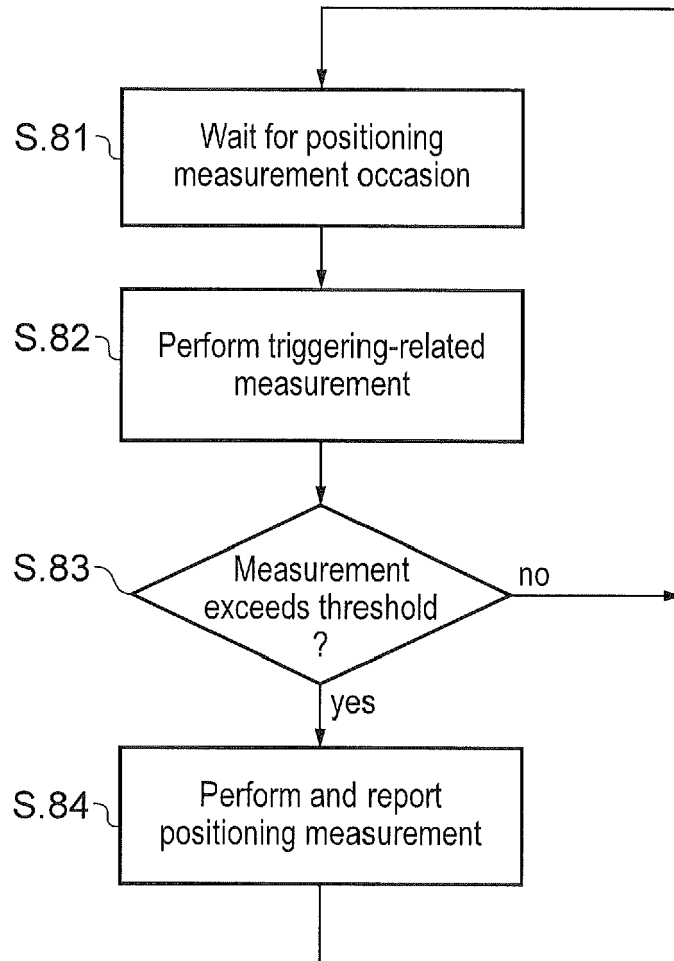 S.81
Wait for positioning
measurement occasion
S.82
Perform triggering-related
measurement
S.83
Measurement
exceeds threshold
?
no
yes
S.84
Perform and report
positioning measurement